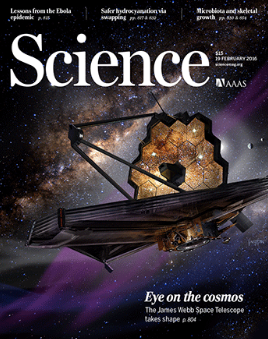 Lessons from the Ebola epidemic p. 815
Safer hydrocyanation via swapping pp. 817 & 832
Microbiota and skeletal growth pp. 830 & 854
Science
$15
19 FEBRUARY 2016
sciencemag.org
AAAS
Eye on the cosmos
The James Webb Space Telescope
takes shape p. 804